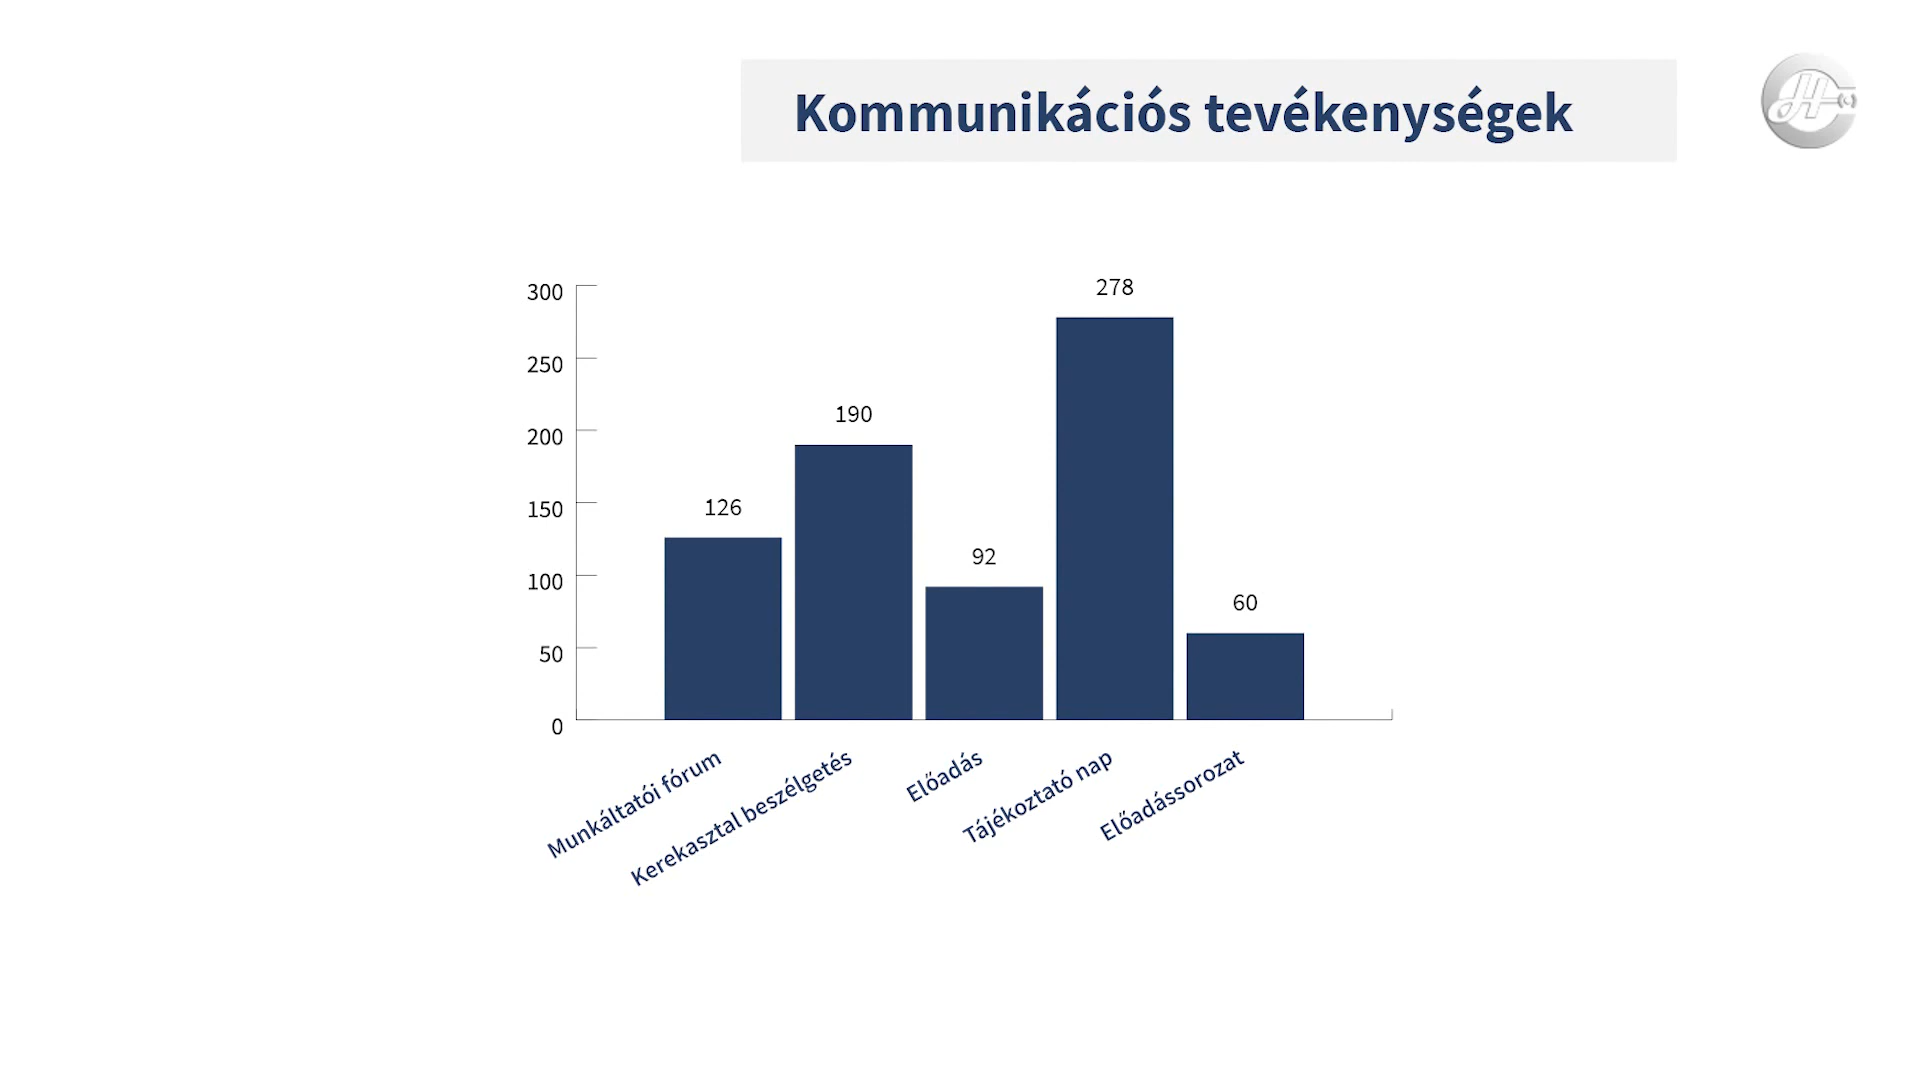 Kommunikációs tevékenységek
300
250
200
150
100
50
0
126
190
92
278
60
Munkáltatói fórum
Kerekasztal beszélgetés
Előadás
Tájékoztató nap
Előadássorozat